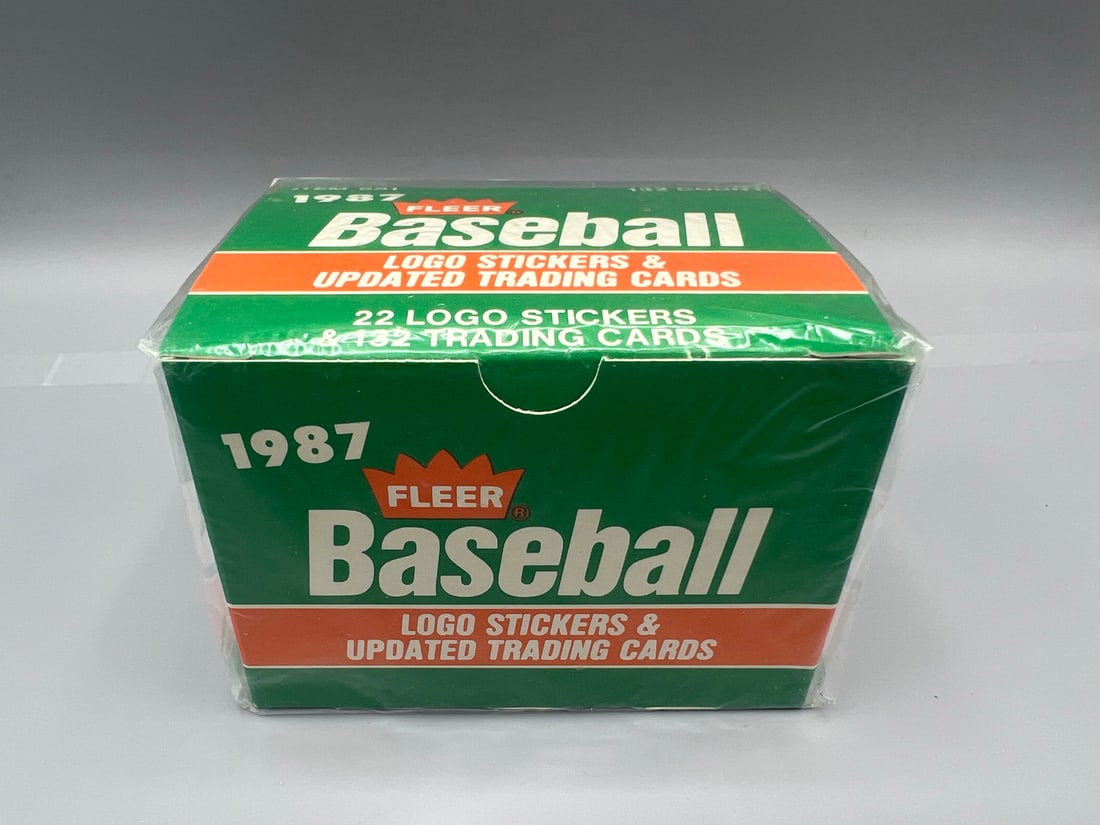 1987
FLEER ®
Baseball
LOGO STICKERS &
UPDATED TRADING CARDS
22 LOGO STICKERS
& 132 TRADING CARDS
1987
FLEER ®
Baseball
LOGO STICKERS &
UPDATED TRADING CARDS